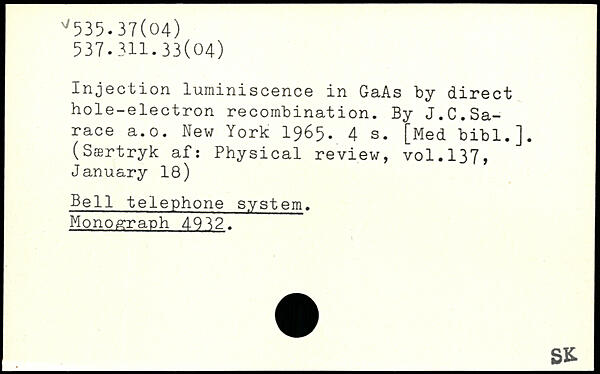 √535.37(04)
537.311.33(04)
Injection luminiscence in GaAs by direct
hole-electron recombination. By J.C.Sa-
race a.o. New York 1965. 4 s. [Med bibl.].
(Særtryk af: Physical review, vol.137,
January 18)
Bell telephone system.
Monograph 4932.
SK